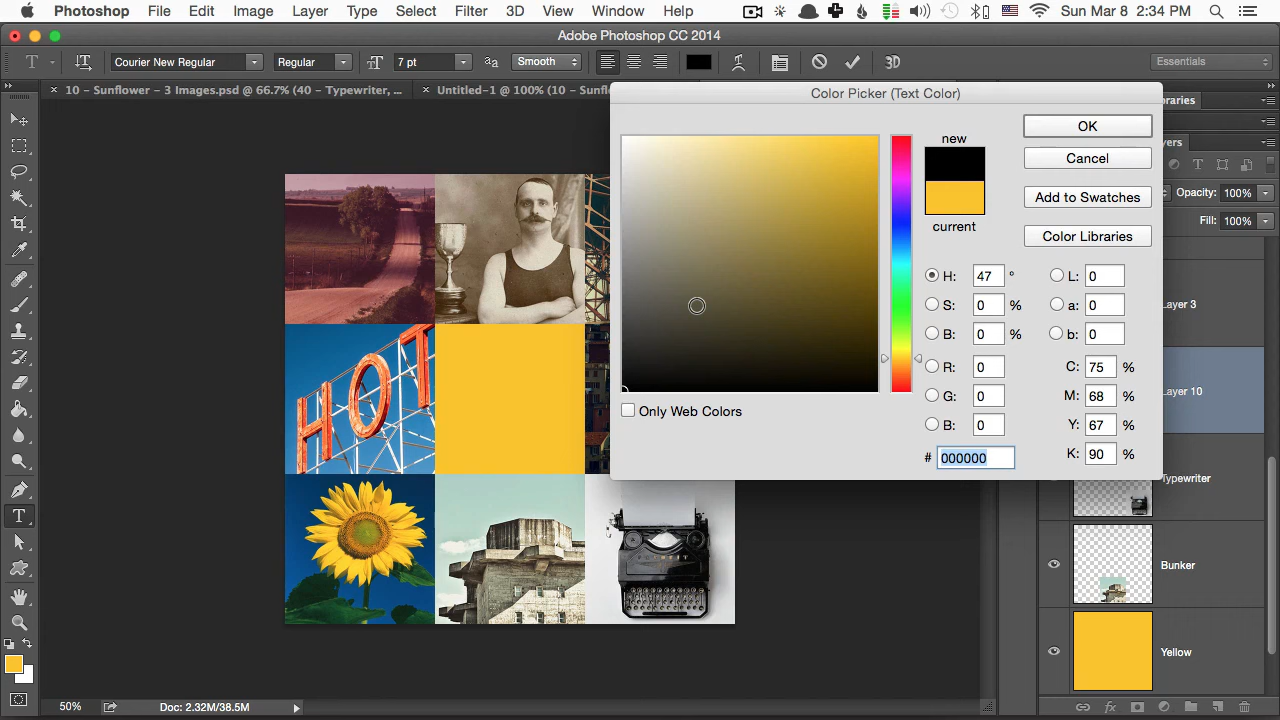 Photoshop File Edit Image Layer Type Select Filter 3D View Window Help Sun Mar 8 2:34 PM
Adobe Photoshop CC 2014
Courier New Regular Regular 7 pt Smooth 3D Essentials
10 - Sunflower - 3 Images.psd @ 66.7% (40 - Typewriter, ... Untitled-1 @ 100% (10 - Sunf
Color Picker (Text Color)
braries
OK
new
Cancel
yers
Opacity: 100%
Add to Swatches
Fill: 100%
current
Color Libraries
H: 47 ° L: 0
S: 0 % a: 0
Layer 3
B: 0 % b: 0
R: 0 C: 75 %
G: 0 M: 68 %
Layer 10
Only Web Colors
B: 0 Y: 67 %
# 000000 K: 90 %
HOT
Typewriter
Bunker
Yellow
50% Doc: 2.32M/38.5M